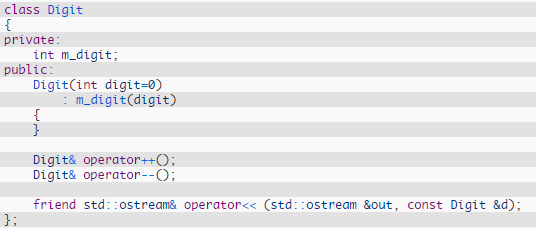 class Digit
{
private:
    int m_digit;
public:
    Digit(int digit=0)
        : m_digit(digit)
    {
    }

    Digit& operator++();
    Digit& operator--();

    friend std::ostream& operator<< (std::ostream &out, const Digit &d);
};